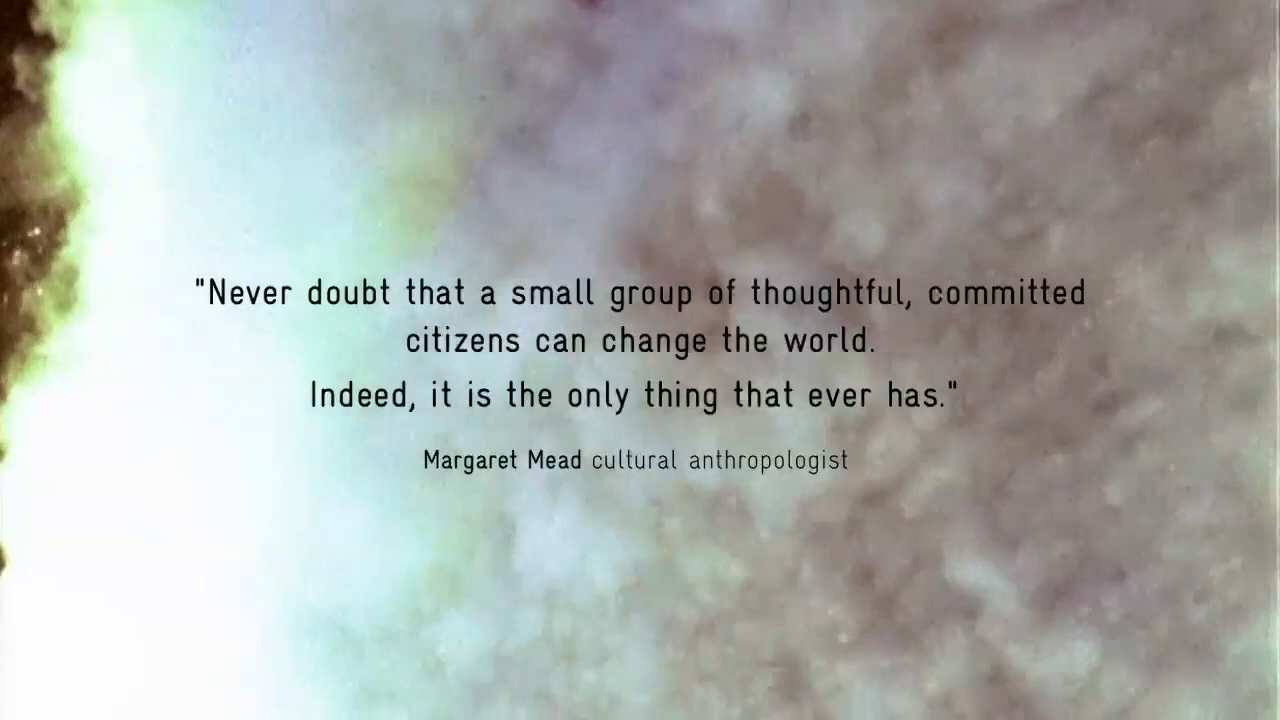 "Never doubt that a small group of thoughtful, committed
citizens can change the world.
Indeed, it is the only thing that ever has."
Margaret Mead cultural anthropologist